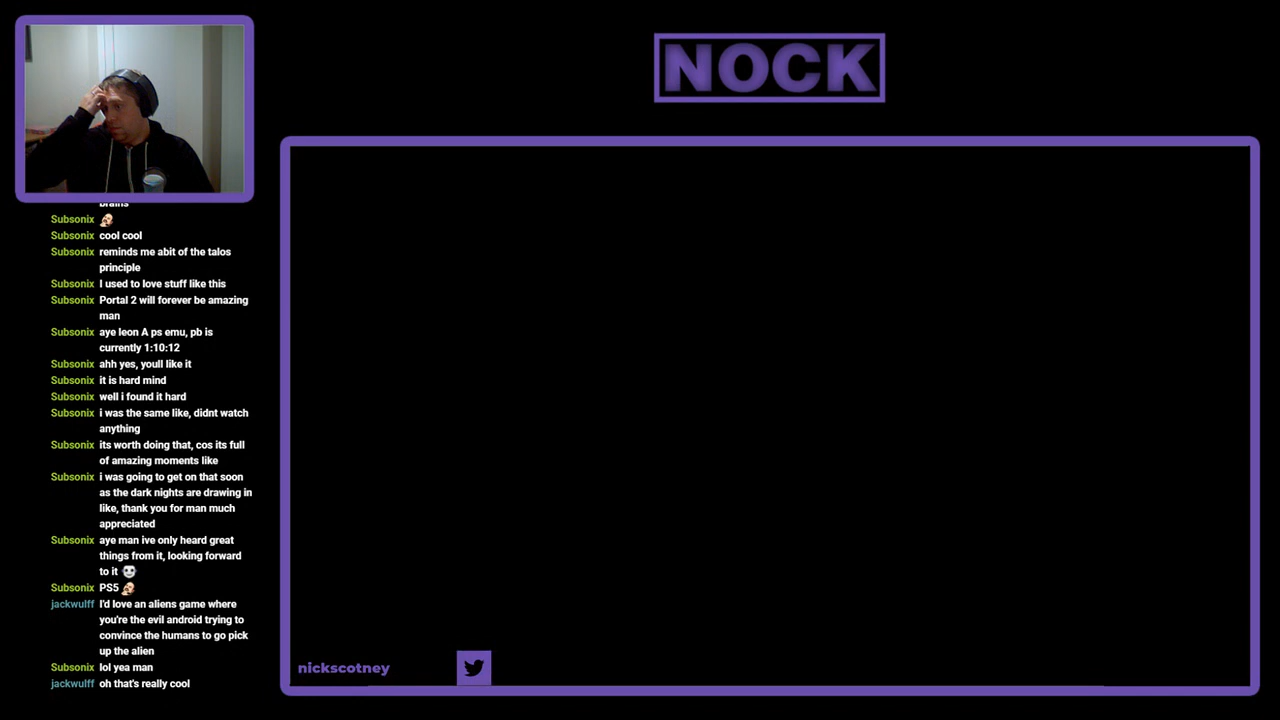 NOCK
brains
Subsonix
Subsonix cool cool
Subsonix reminds me abit of the talos
principle
Subsonix I used to love stuff like this
Subsonix Portal 2 will forever be amazing
man
Subsonix aye leon A ps emu, pb is
currently 1:10:12
Subsonix ahh yes, youll like it
Subsonix it is hard mind
Subsonix well i found it hard
Subsonix i was the same like, didnt watch
anything
Subsonix its worth doing that, cos its full
of amazing moments like
Subsonix i was going to get on that soon
as the dark nights are drawing in
like, thank you for man much
appreciated
Subsonix aye man ive only heard great
things from it, looking forward
to it
Subsonix PS5
jackwulff I'd love an aliens game where
you're the evil android trying to
convince the humans to go pick
up the alien
Subsonix lol yea man
jackwulff oh that's really cool
nickscotney